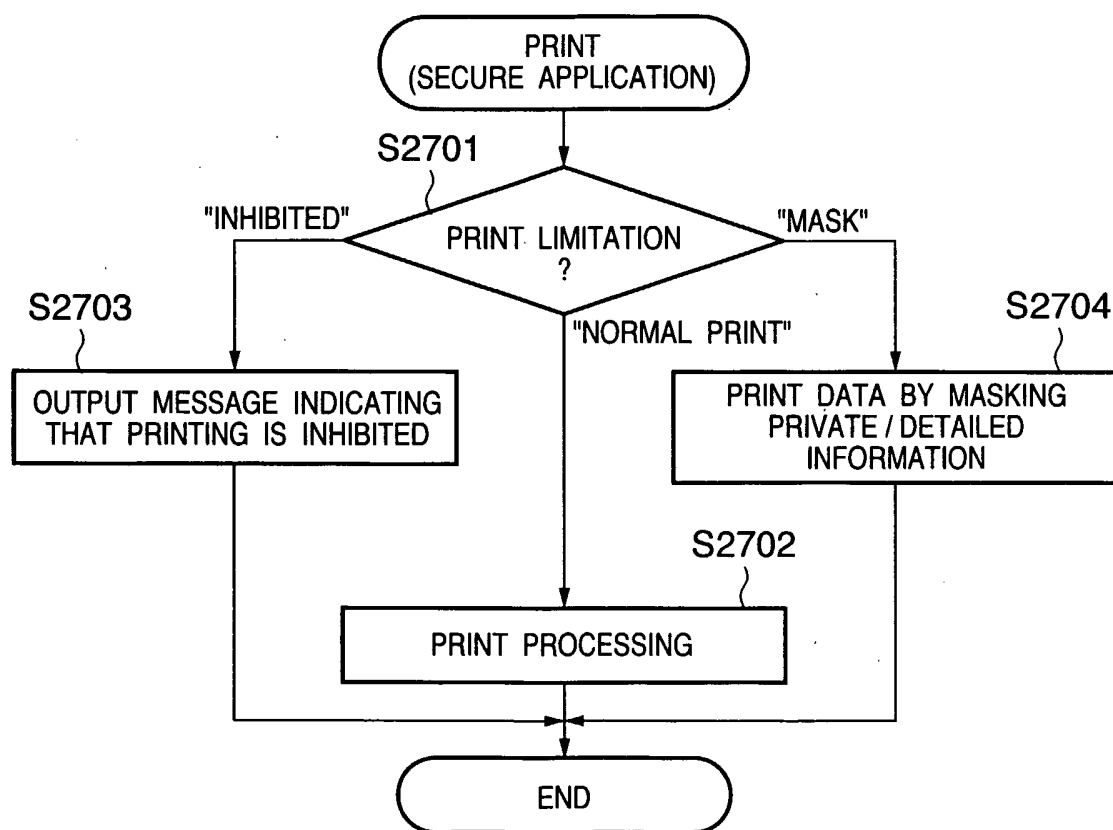 PRINT
(SECURE APPLICATION)
S2701
"INHIBITED"
PRINT LIMITATION
?
"MASK"
S2703
"NORMAL PRINT"
S2704
OUTPUT MESSAGE INDICATING
THAT PRINTING IS INHIBITED
PRINT DATA BY MASKING
PRIVATE / DETAILED
INFORMATION
S2702
PRINT PROCESSING
END